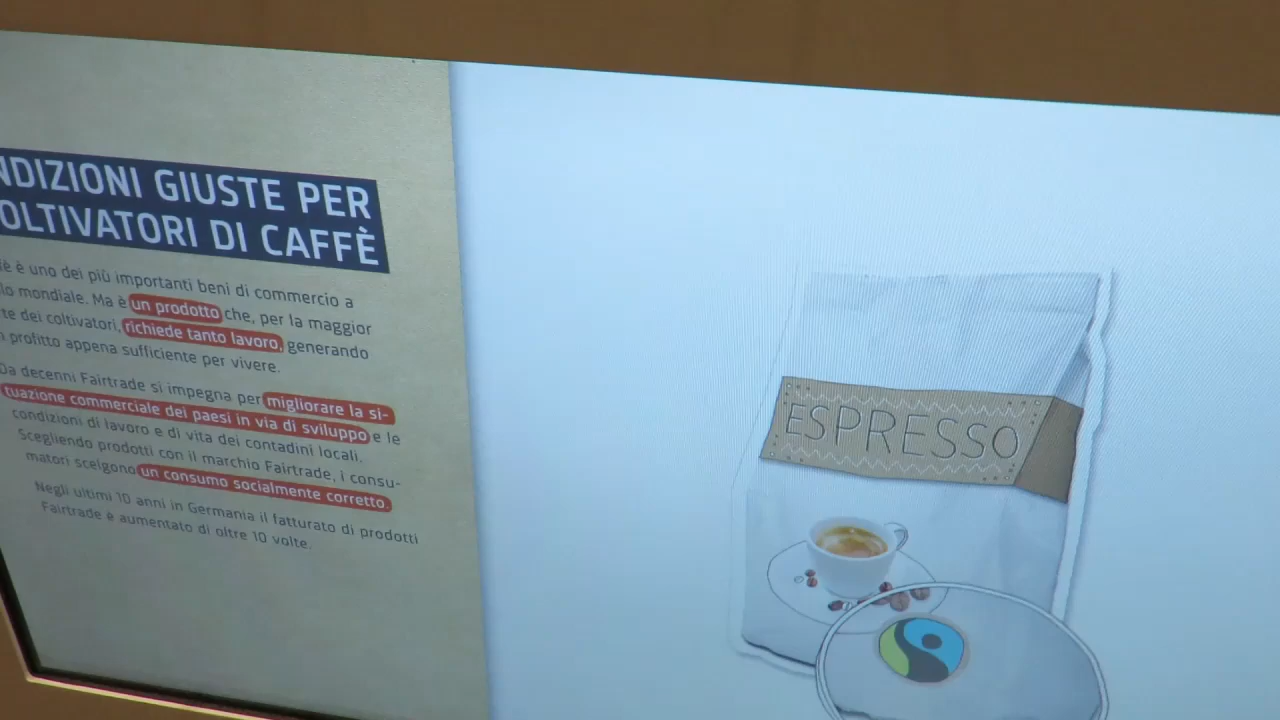 NDIZIONI GIUSTE PER
OLTIVATORI DI CAFFÈ
è è uno dei più importanti beni di commercio a
lo mondiale. Ma è un prodotto che, per la maggior
te dei coltivatori, richiede tanto lavoro, generando
profitto appena sufficiente per vivere.
Da decenni Fairtrade si impegna per migliorare la si-
tuazione commerciale dei paesi in via di sviluppo e le
condizioni di lavoro e di vita dei contadini locali.
Scegliendo prodotti con il marchio Fairtrade, i consu-
matori scelgono un consumo socialmente corretto.
Negli ultimi 10 anni in Germania il fatturato di prodotti
Fairtrade è aumentato di oltre 10 volte.
ESPRESSO